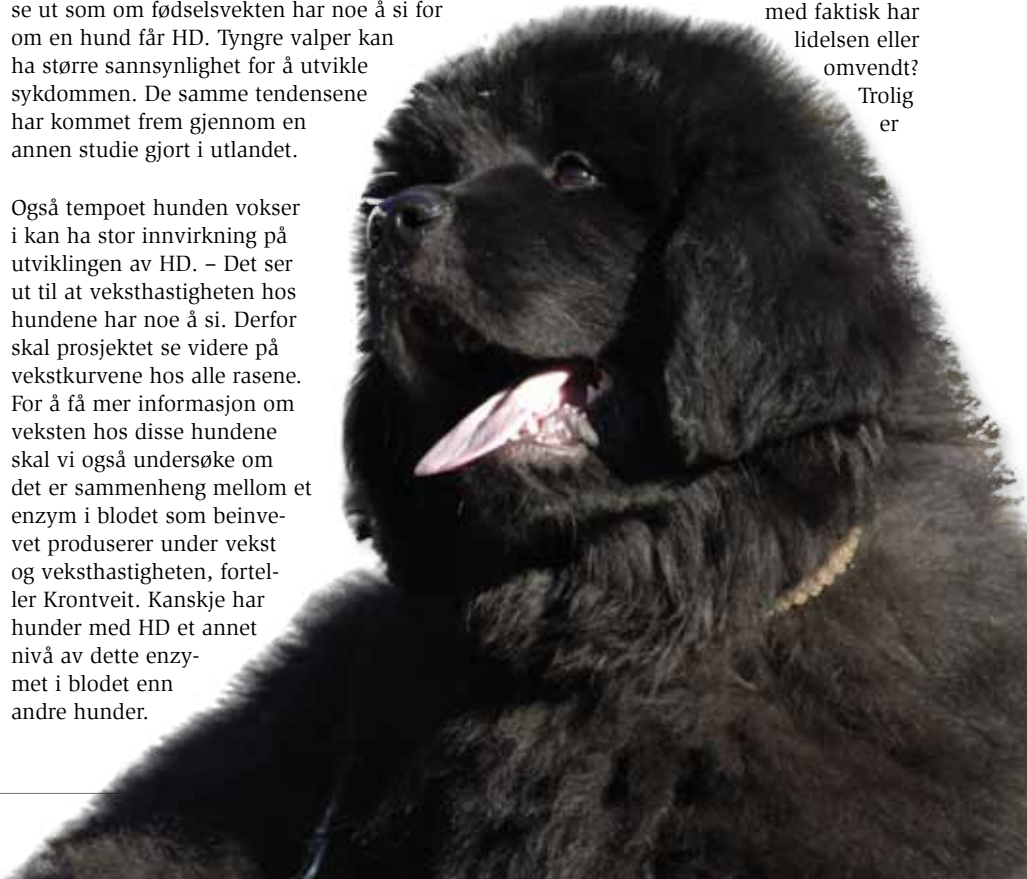 se ut som om fødselsvekten har noe å si for
om en hund får HD. Tyngre valper kan
ha større sannsynlighet for å utvikle
sykdommen. De samme tendensene
har kommet frem gjennom en
annen studie gjort i utlandet.

Også tempoet hunden vokser
i kan ha stor innvirkning på
utviklingen av HD. – Det ser
ut til at veksthastigheten hos
hundene har noe å si. Derfor
skal prosjektet se videre på
vekstkurvene hos alle rasene.
For å få mer informasjon om
veksten hos disse hundene
skal vi også undersøke om
det er sammenheng mellom et
enzym i blodet som beinve-
vet produserer under vekst
og veksthastigheten, fortel-
ler Krontveit. Kanskje har
hunder med HD et annet
nivå av dette enzy-
met i blodet enn
andre hunder.

med faktisk har
lidelsen eller
omvendt?
Trolig
er